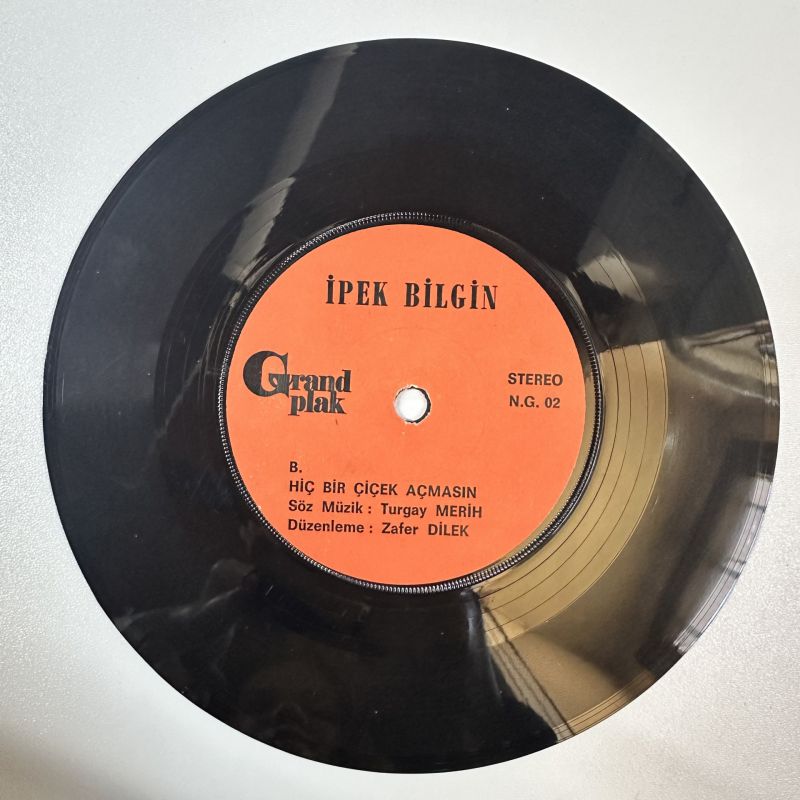 İPEK BİLGİN
Grand
plak
STEREO
N.G. 02
B.
HİÇ BİR ÇİÇEK AÇMASIN
Söz Müzik : Turgay MERİH
Düzenleme : Zafer DİLEK